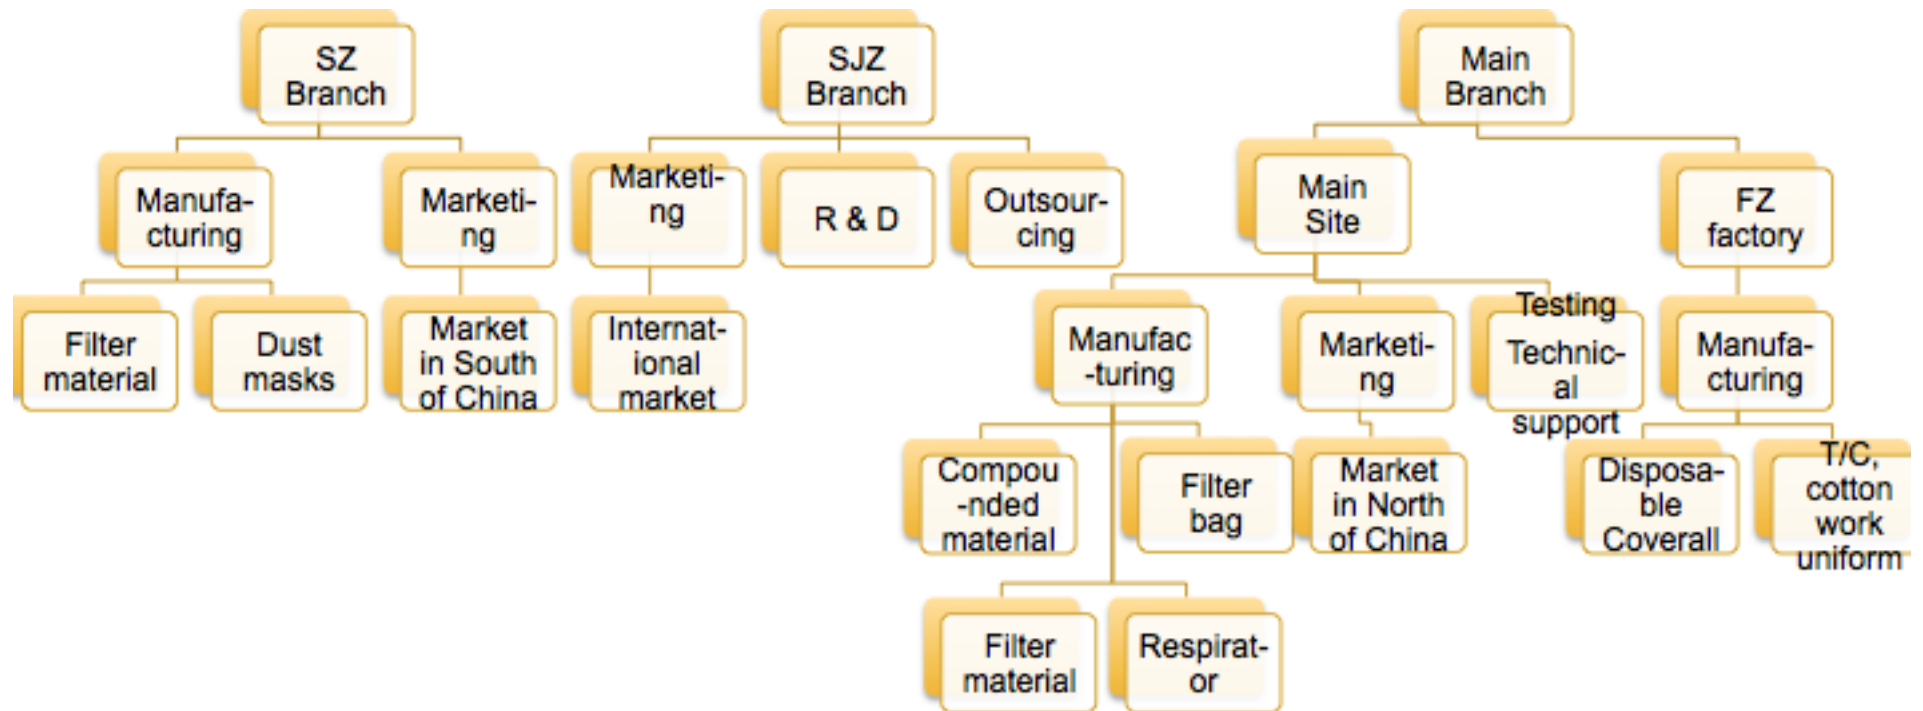 SZ
Branch
SJZ
Branch
Main
Branch
Manufa-
cturing
Marketi-
ng
Marketi-
ng
R & D
Outsour-
cing
Main
Site
FZ
factory
Filter
material
Dust
masks
Market
in South
of China
Internat-
ional
market
Manufac
-turing
Marketi-
ng
Testing
Technic-
al
support
Manufa-
cturing
Compou
-nded
material
Filter
bag
Market
in North
of China
Disposa-
ble
Coverall
T/C,
cotton
work
uniform
Filter
material
Respirat-
or